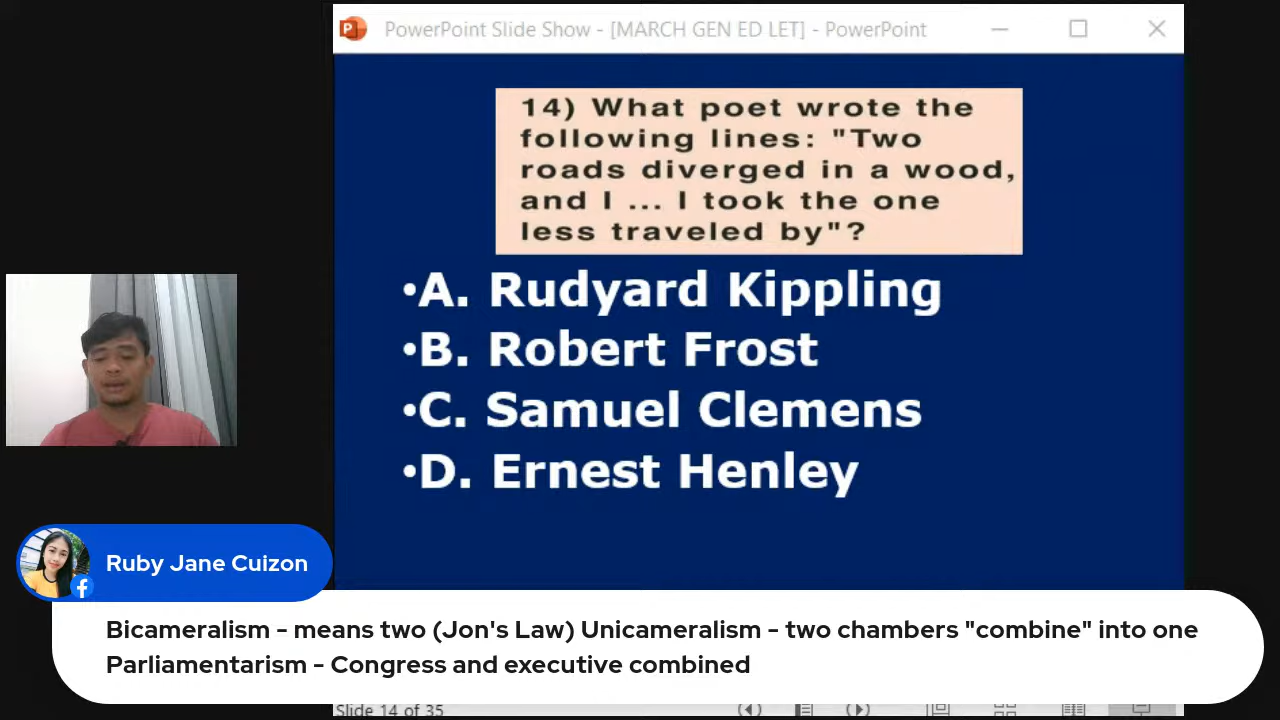 PowerPoint Slide Show - [MARCH GEN ED LET] - PowerPoint
14) What poet wrote the
following lines: "Two
roads diverged in a wood,
and I ... I took the one
less traveled by"?
•A. Rudyard Kippling
•B. Robert Frost
•C. Samuel Clemens
•D. Ernest Henley
Ruby Jane Cuizon
Bicameralism - means two (Jon's Law) Unicameralism - two chambers "combine" into one
Parliamentarism - Congress and executive combined
Slide 14 of 35